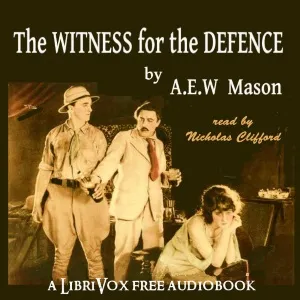 The WITNESS for the DEFENCE
by
A.E.W Mason
read by
Nicholas Clifford
A LIBRIVOX FREE AUDIOBOOK